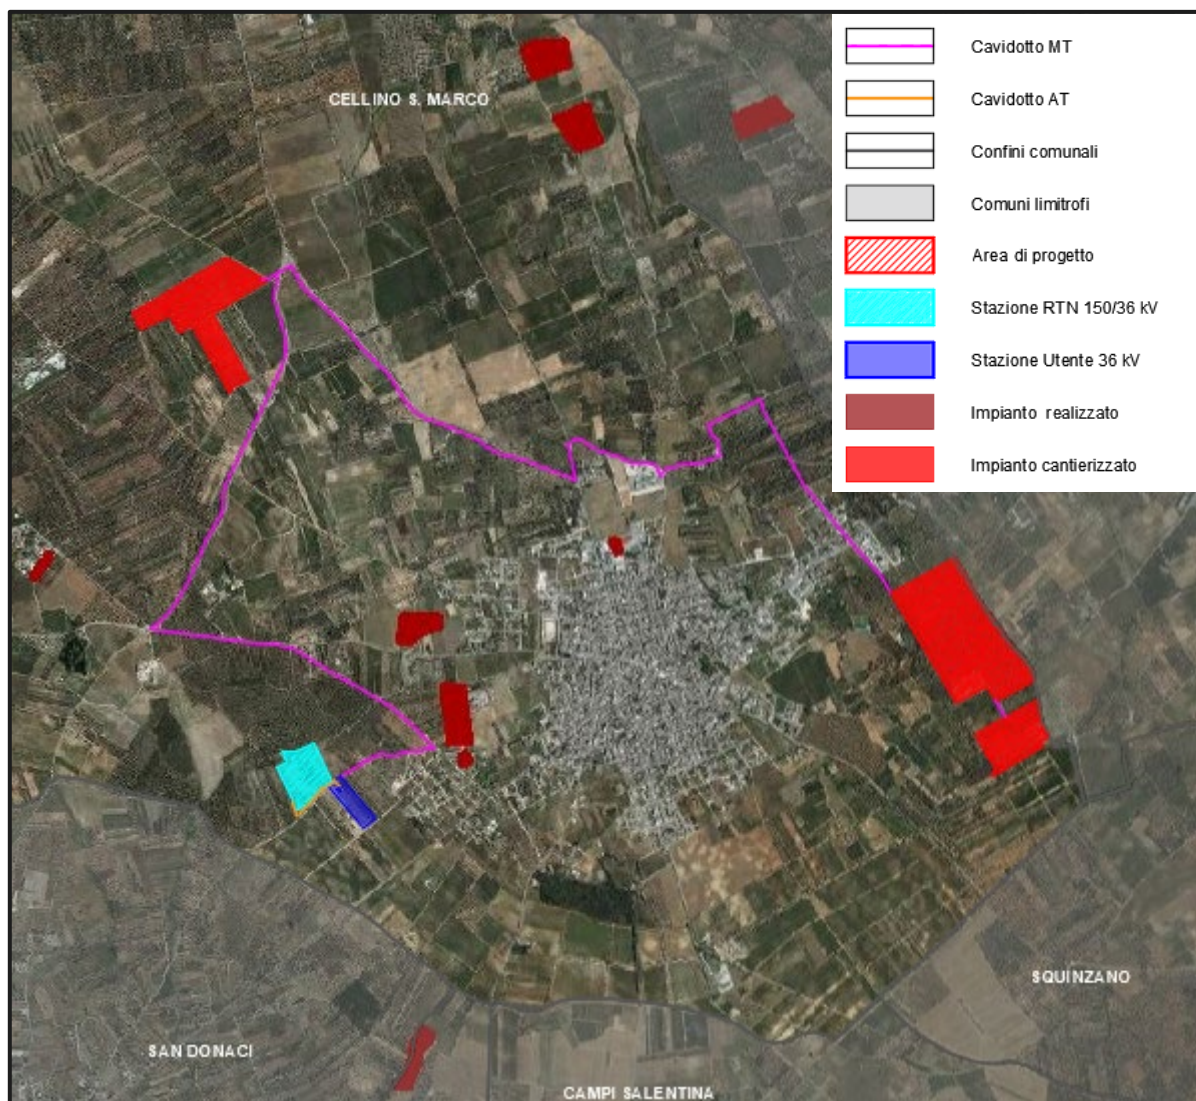 Cavidotto MT
CELLINO S. MARCO
Cavidotto AT
Confini comunali
Comuni limitrofi
Area di progetto
Stazione RTN 150/36 kV
Stazione Utente 36 kV
Impianto realizzato
Impianto cantierizzato
SQUINZANO
SAN DONACI
CAMPI SALENTINA